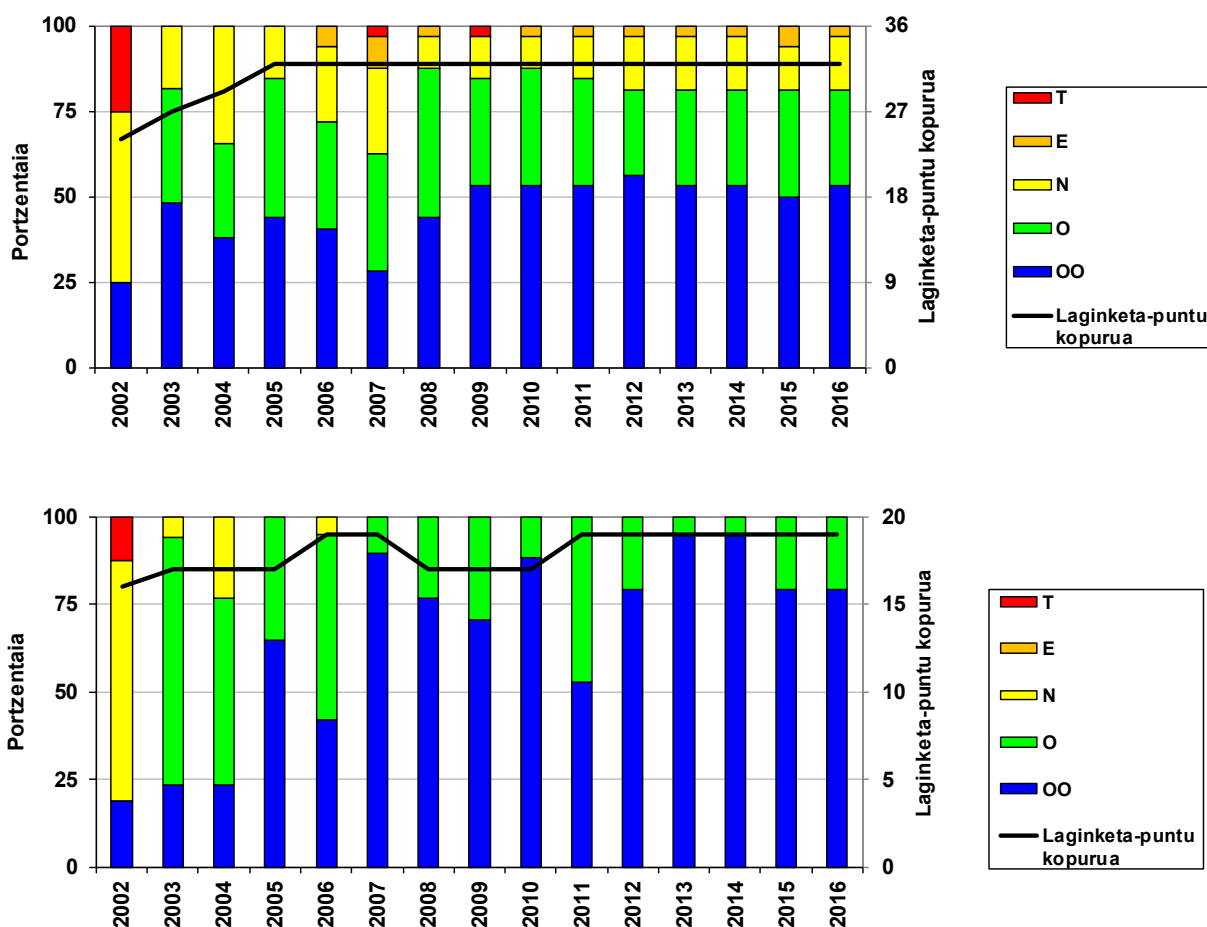 Portzentaia
100
75
50
25
0
36
27
18
9
0
Laginketa-puntu kopurua
2002
2003
2004
2005
2006
2007
2008
2009
2010
2011
2012
2013
2014
2015
2016
T
E
N
O
OO
Laginketa-puntu
kopurua
Portzentaia
100
75
50
25
0
20
15
10
5
0
Laginketa-puntu kopurua
2002
2003
2004
2005
2006
2007
2008
2009
2010
2011
2012
2013
2014
2015
2016
T
E
N
O
OO
Laginketa-puntu
kopurua